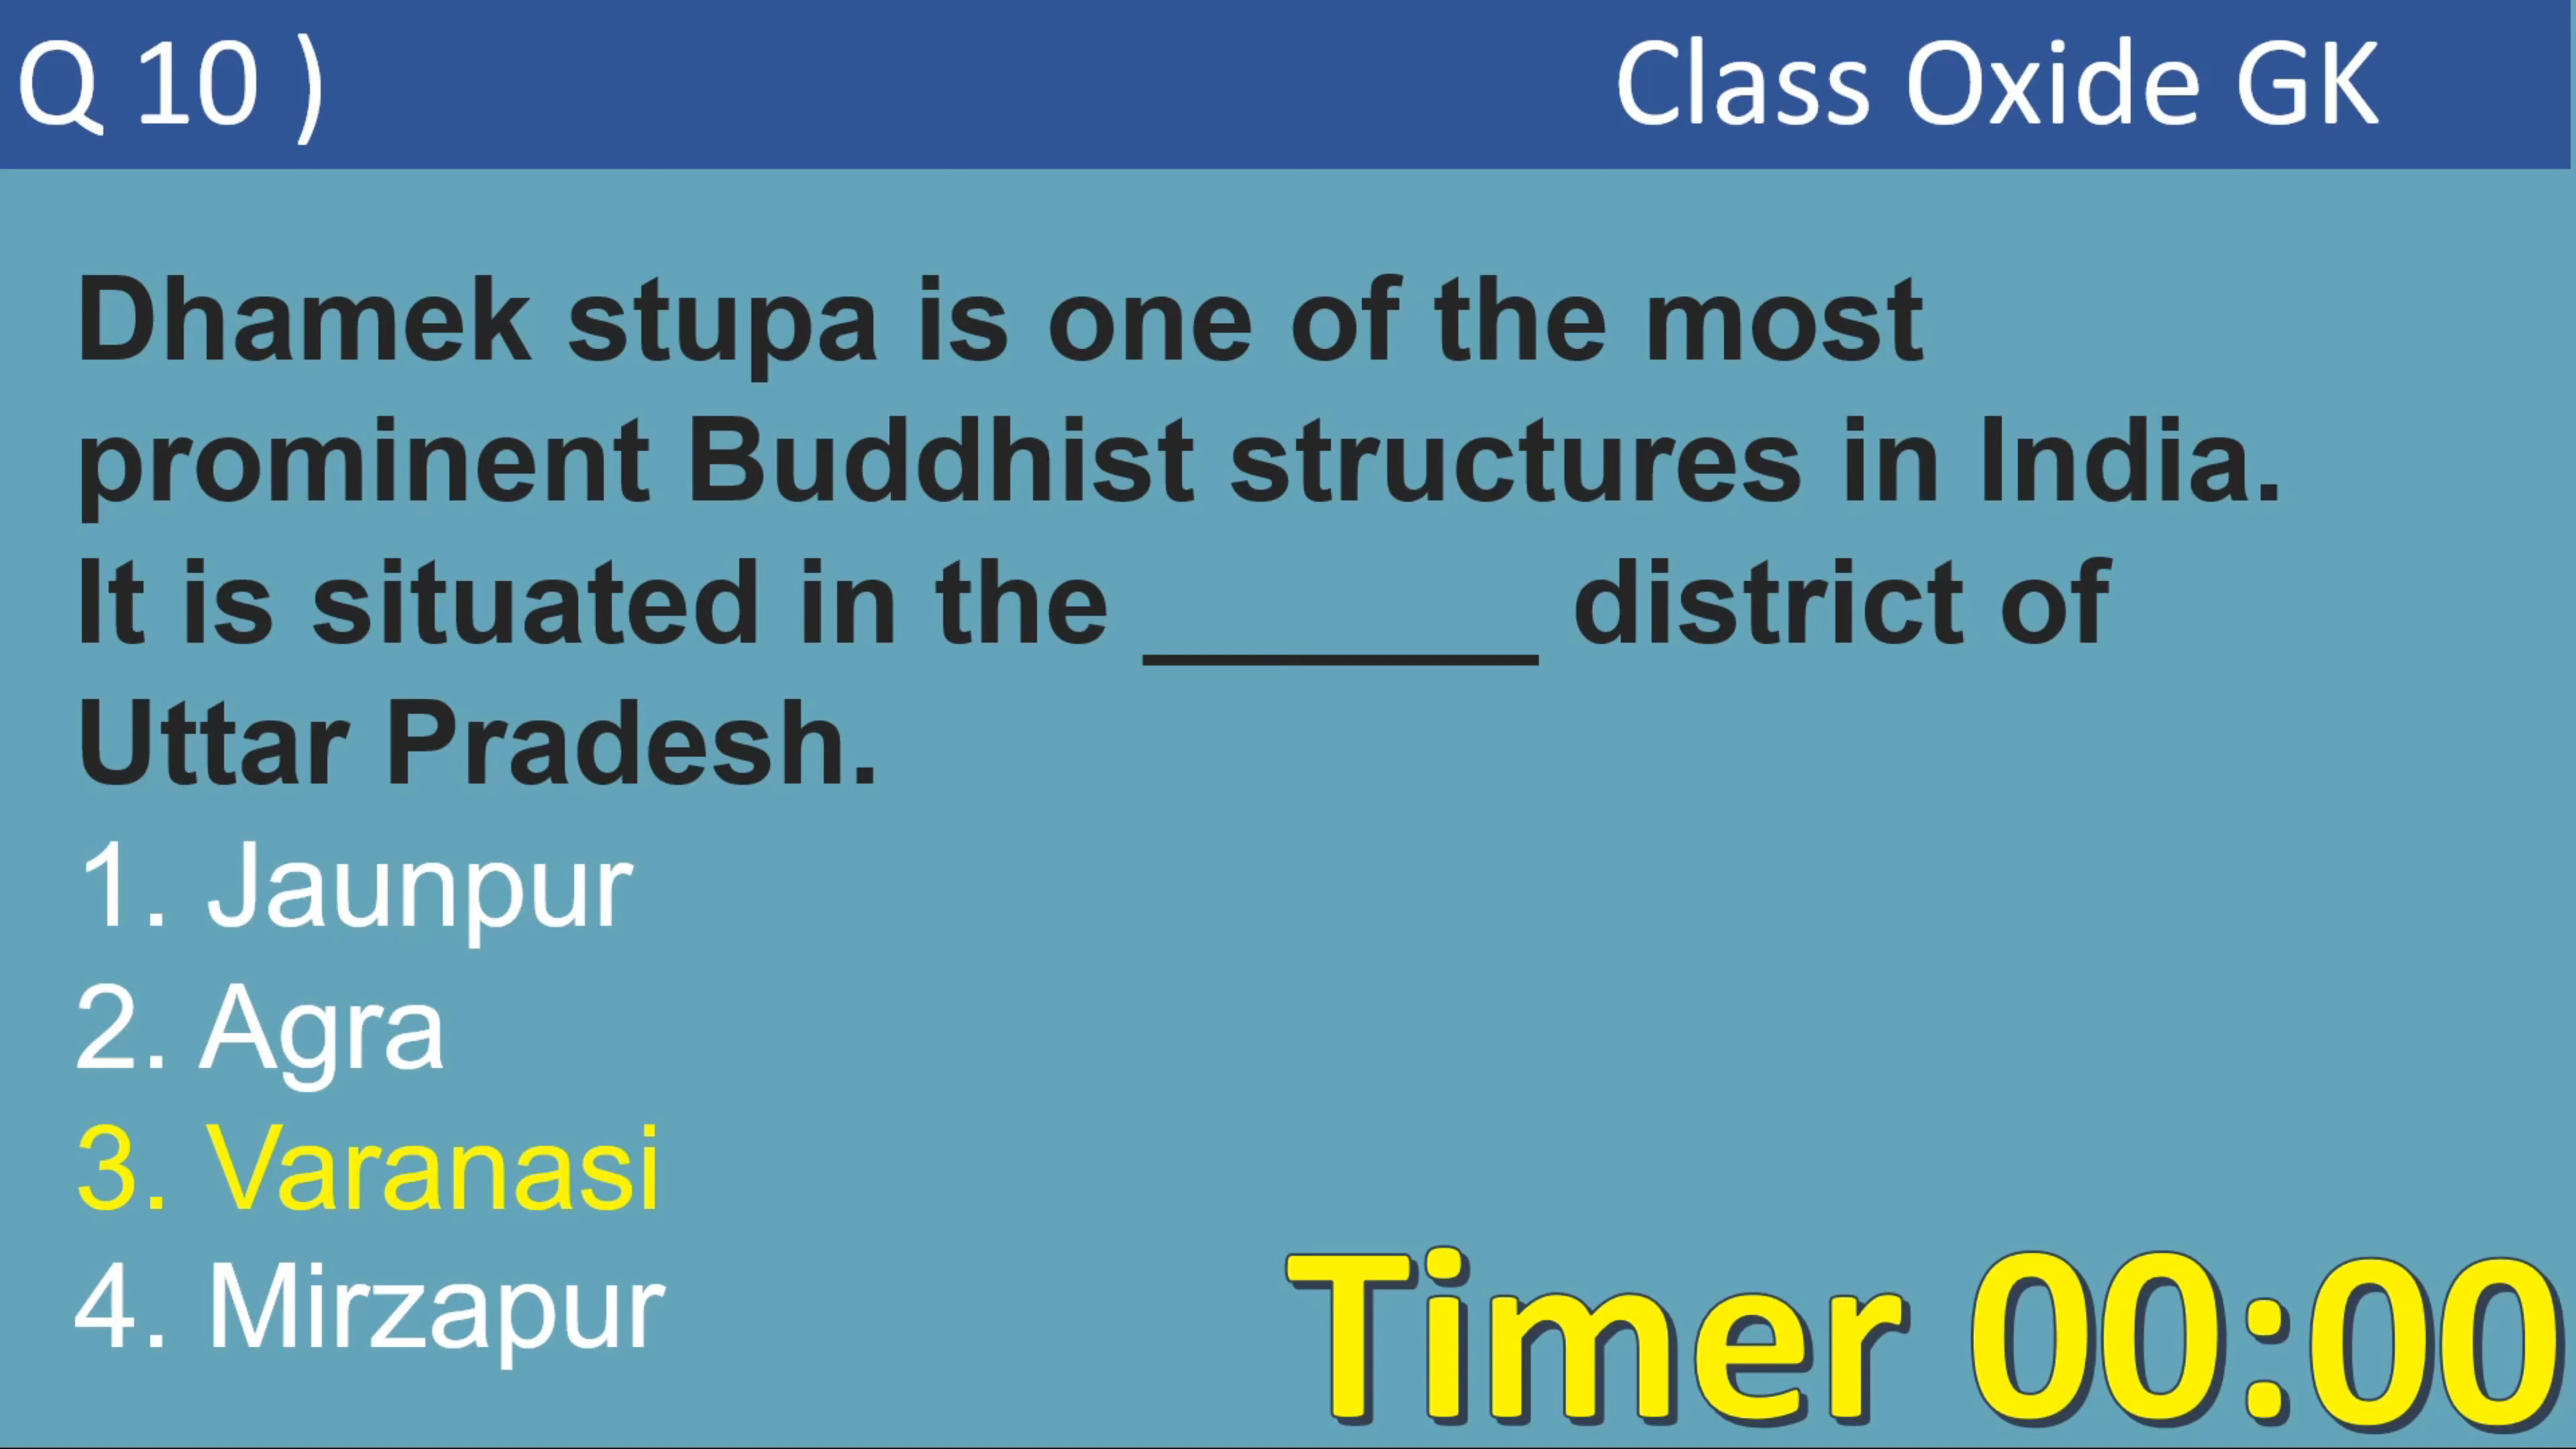 Q 10 )
Class Oxide GK
Dhamek stupa is one of the most
prominent Buddhist structures in India.
It is situated in the _______ district of
Uttar Pradesh.
1. Jaunpur
2. Agra
3. Varanasi
4. Mirzapur
Timer 00:00